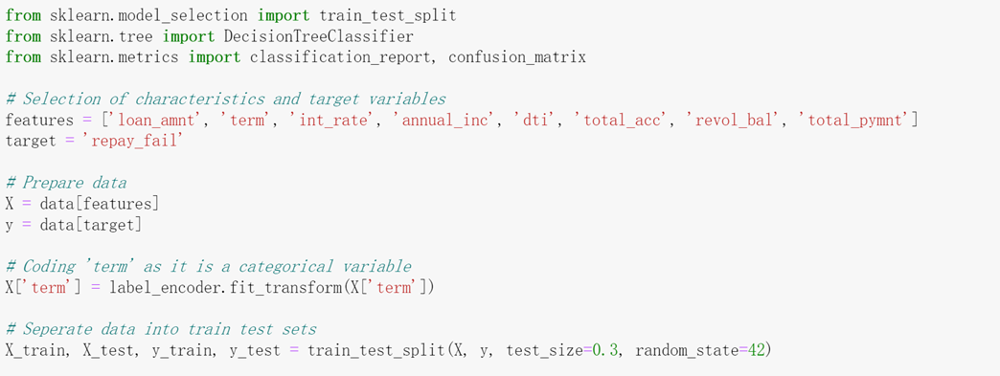 from sklearn.model_selection import train_test_split
from sklearn.tree import DecisionTreeClassifier
from sklearn.metrics import classification_report, confusion_matrix
# Selection of characteristics and target variables
features = ['loan_amnt', 'term', 'int_rate', 'annual_inc', 'dti', 'total_acc', 'revol_bal', 'total_pymnt']
target = 'repay_fail'
# Prepare data
X = data[features]
y = data[target]
# Coding 'term' as it is a categorical variable
X['term'] = label_encoder.fit_transform(X['term'])
# Seperate data into train test sets
X_train, X_test, y_train, y_test = train_test_split(X, y, test_size=0.3, random_state=42)